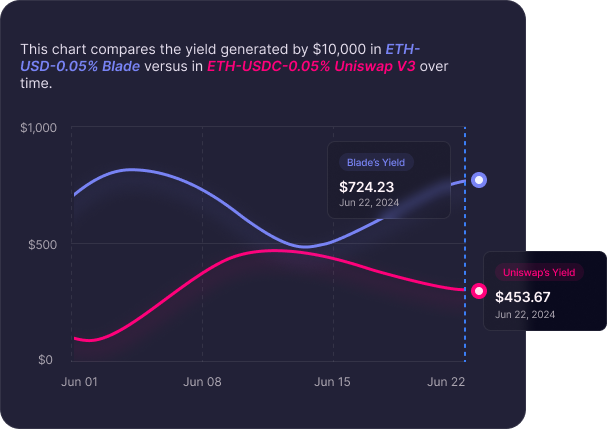 This chart compares the yield generated by $10,000 in ETH-
USD-0.05% Blade versus in ETH-USDC-0.05% Uniswap V3 over
time.
$1,000
Blade's Yield
$724.23
Jun 22, 2024
$500
Uniswap's Yield
$453.67
Jun 22, 2024
$0
Jun 01 Jun 08 Jun 15 Jun 22